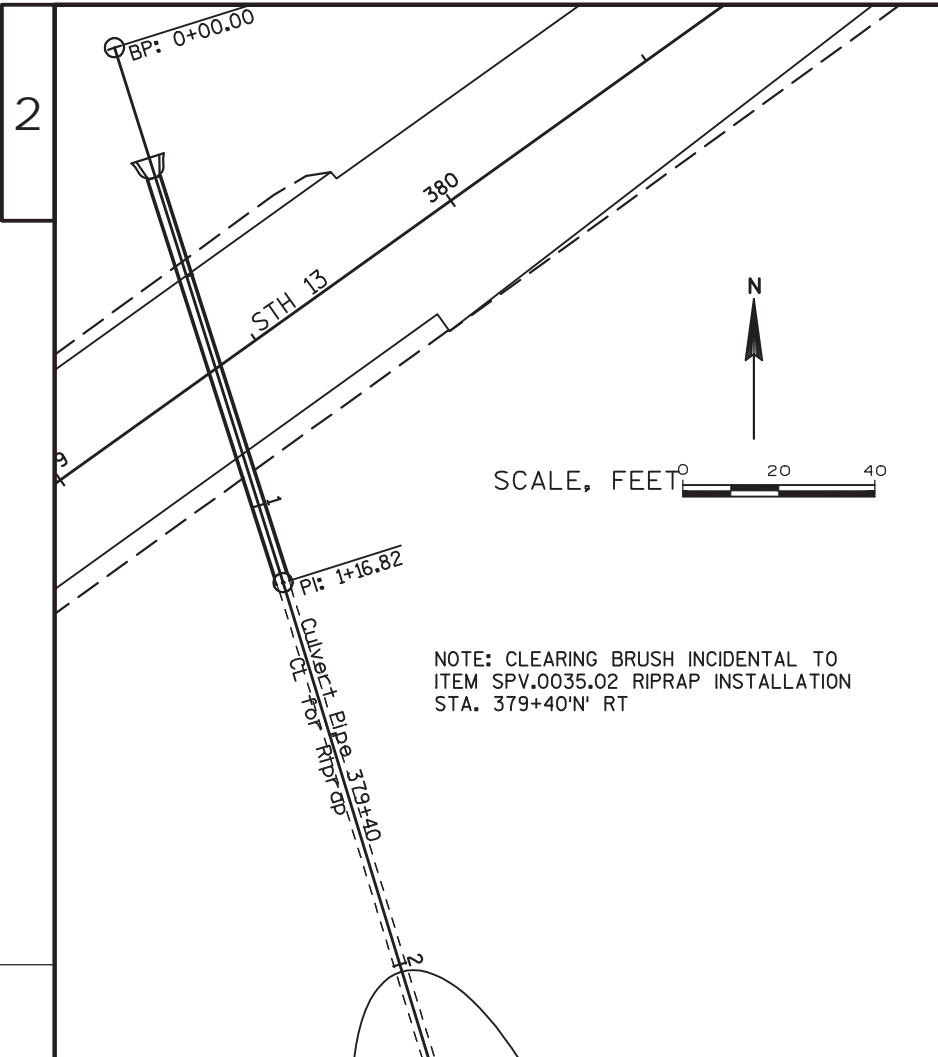 2
BP: 0+00.00
380
STH 13
N
9
SCALE, FEET
0 20 40
1
PI: 1+16.82
Culvert Pipe 379+40
CL for Riprap
NOTE: CLEARING BRUSH INCIDENTAL TO
ITEM SPV.0035.02 RIPRAP INSTALLATION
STA. 379+40'N' RT
2